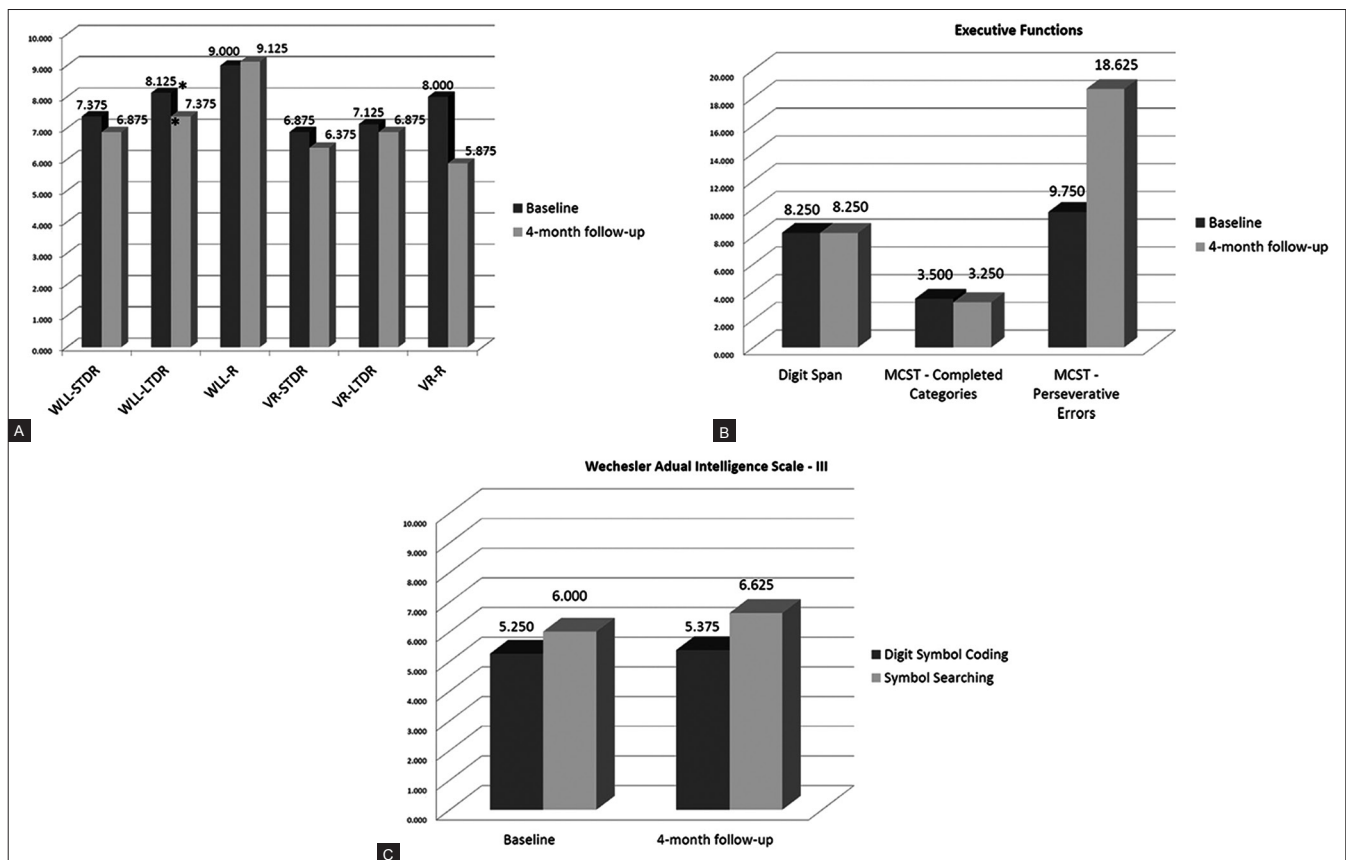 10.000
9.000
8.000
7.000
6.000
5.000
4.000
3.000
2.000
1.000
0.000
7.375
6.875
8.125
*
7.375
*
9.000
9.125
6.875
6.375
7.125
6.875
8.000
5.875
WLL-STDR
WLL-LTDR
WLL-R
VR-STDR
VR-LTDR
VR-R
Baseline
4-month follow-up
A
Executive Functions
20.000
18.000
16.000
14.000
12.000
10.000
8.000
6.000
4.000
2.000
0.000
8.250
8.250
3.500
3.250
9.750
18.625
Digit Span
MCST - Completed
Categories
MCST -
Perseverative
Errors
Baseline
4-month follow-up
B
Wechesler Adual Intelligence Scale - III
10.000
9.000
8.000
7.000
6.000
5.000
4.000
3.000
2.000
1.000
0.000
5.250
6.000
5.375
6.625
Baseline
4-month follow-up
Digit Symbol Coding
Symbol Searching
C